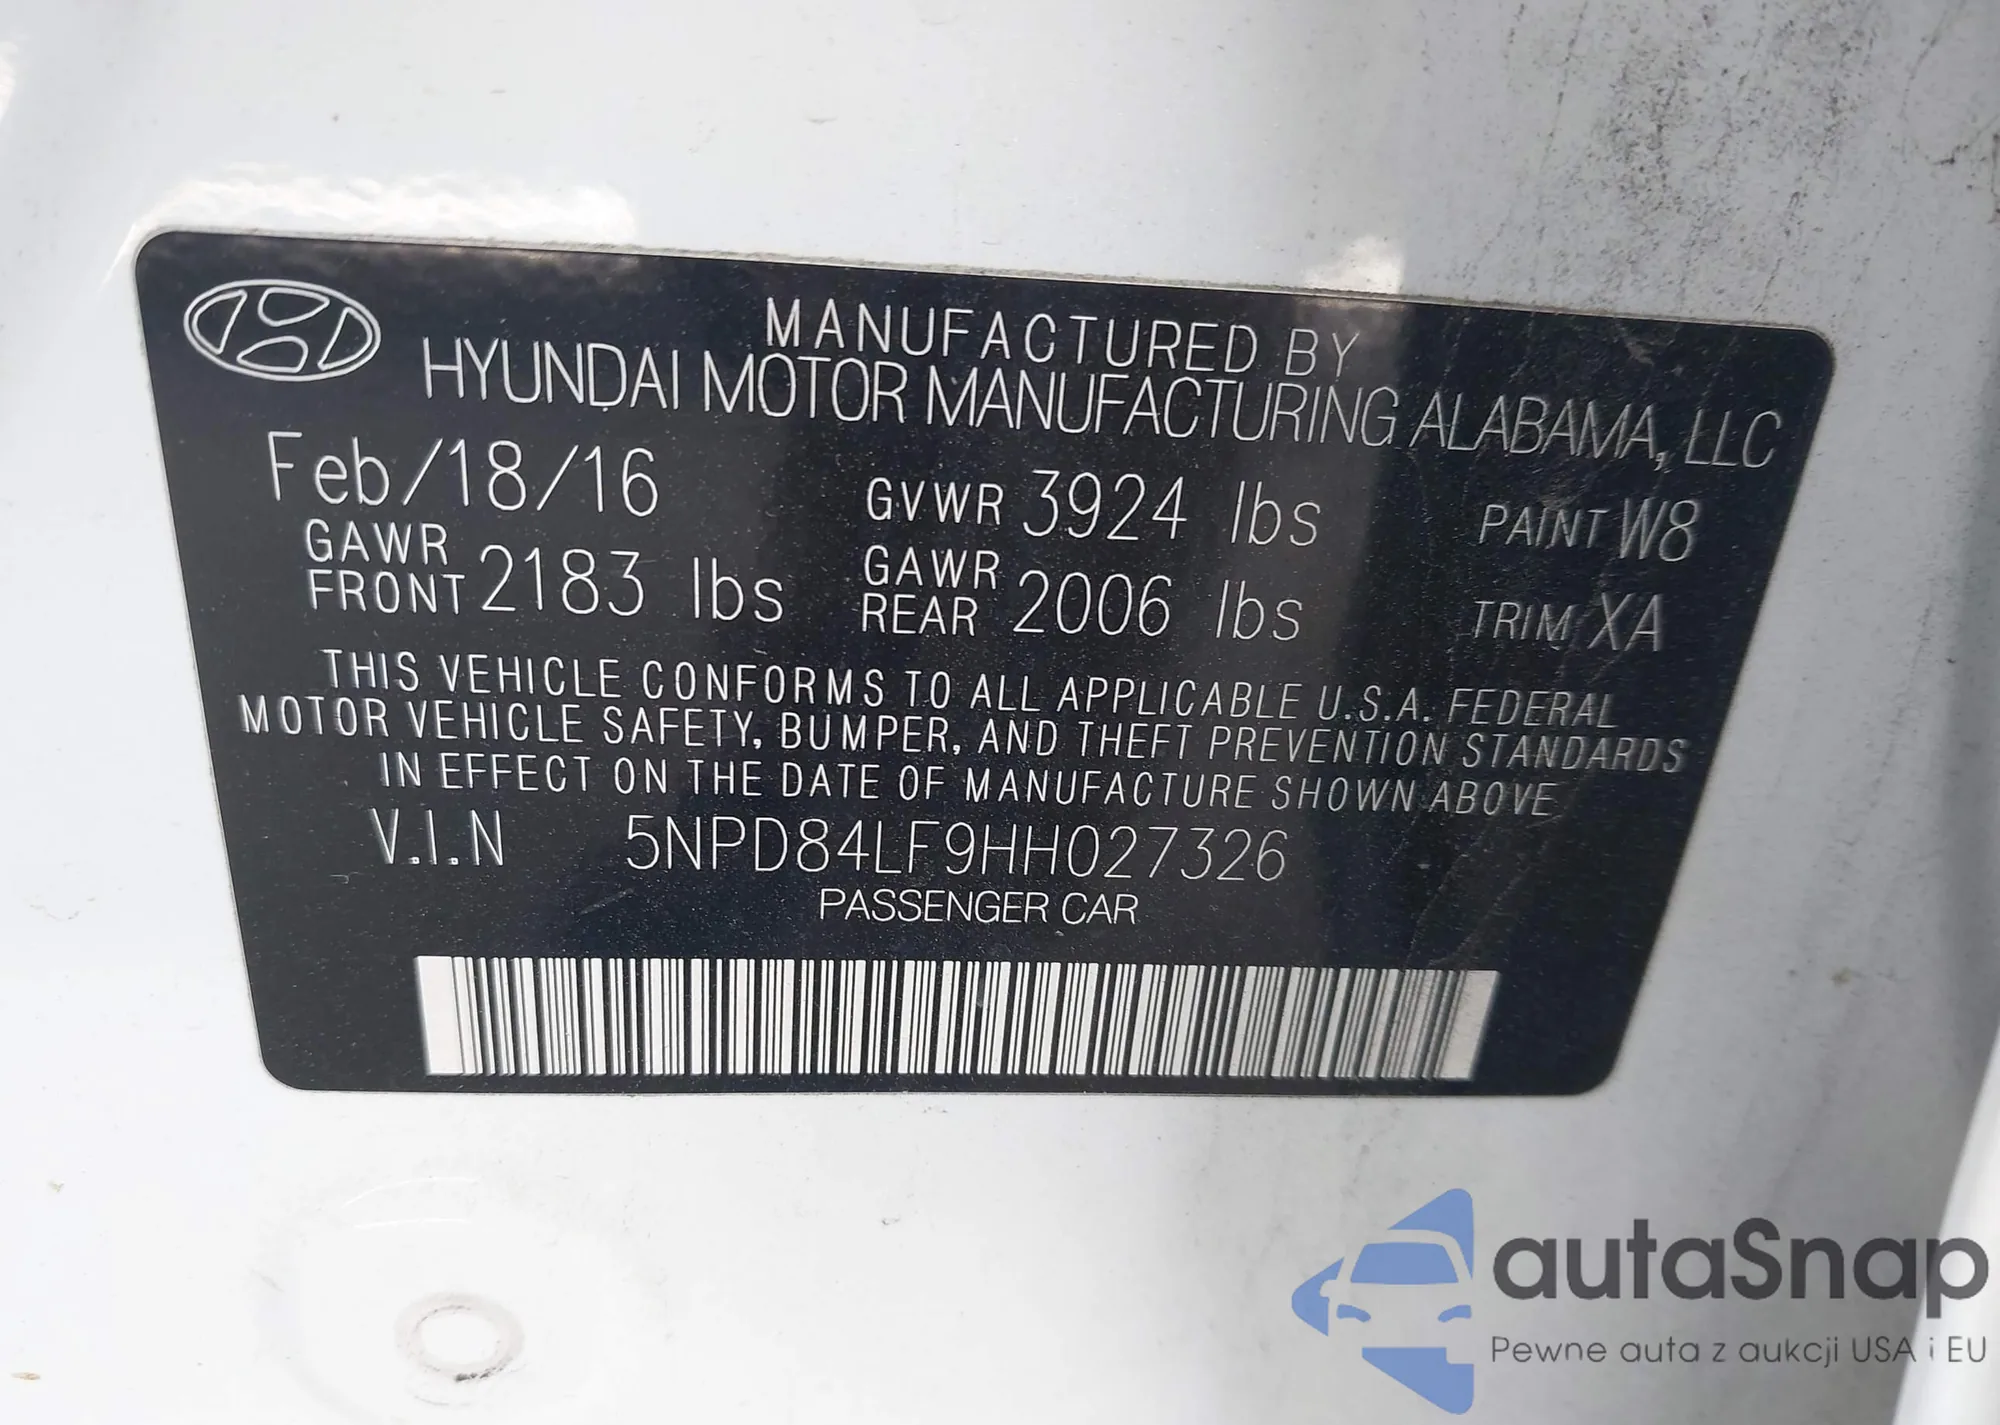 MANUFACTURED BY
HYUNDAI MOTOR MANUFACTURING ALABAMA, LLC
Feb/18/16 GVWR 3924 lbs PAINT W8
GAWR FRONT 2183 lbs GAWR REAR 2006 lbs TRIM XA
THIS VEHICLE CONFORMS TO ALL APPLICABLE U.S.A. FEDERAL
MOTOR VEHICLE SAFETY, BUMPER, AND THEFT PREVENTION STANDARDS
IN EFFECT ON THE DATE OF MANUFACTURE SHOWN ABOVE
V.I.N 5NPD84LF9HH027326
PASSENGER CAR
autaSnap
Pewne auta z aukcji USA i EU